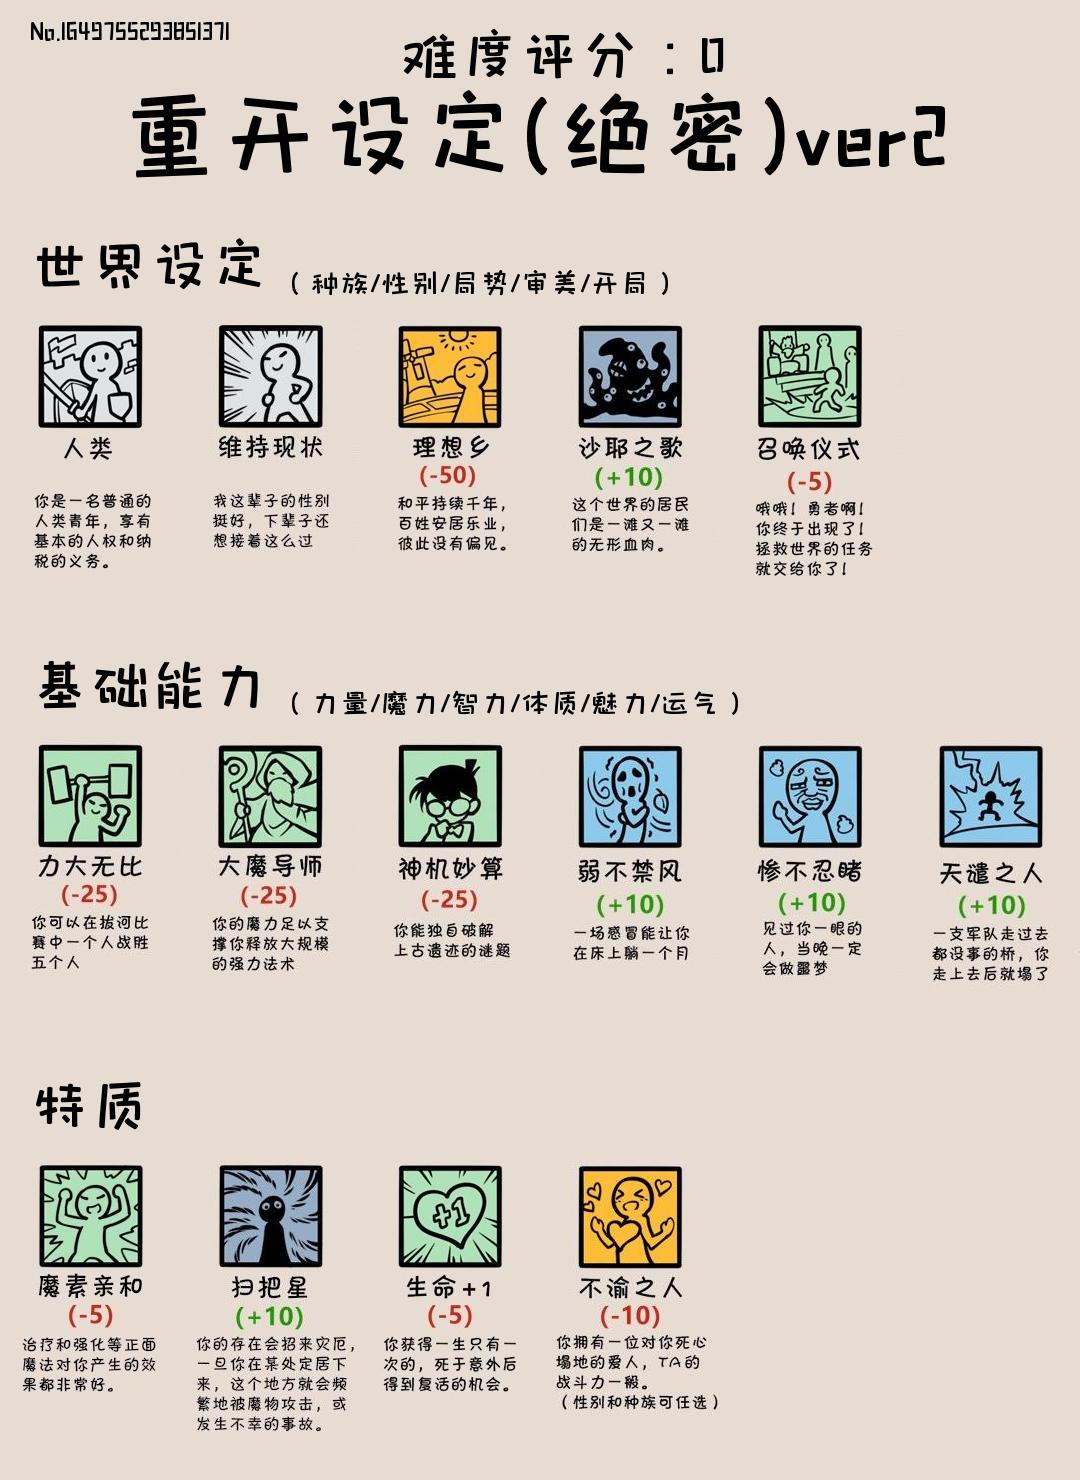 No.1649755293851371
难度评分：0
重开设定(绝密)ver2
世界设定（种族/性别/局势/审美/开局）
人类
你是一名普通的
人类青年，享有
基本的人权和纳
税的义务。
维持现状
我这辈子的性别
挺好，下辈子还
想接着这么过
理想乡
(-50)
和平持续千年，
百姓安居乐业，
彼此没有偏见。
沙耶之歌
(+10)
这个世界的居民
们是一滩又一滩
的无形血肉。
召唤仪式
(-5)
哦哦！勇者啊！
你终于出现了！
拯救世界的任务
就交给你了！
基础能力（力量/魔力/智力/体质/魅力/运气）
力大无比
(-25)
你可以在拔河比
赛中一个人战胜
五个人
大魔导师
(-25)
你的魔力足以支
撑你释放大规模
的强力法术
神机妙算
(-25)
你能独自破解
上古遗迹的谜题
弱不禁风
(+10)
一场感冒能让你
在床上躺一个月
惨不忍睹
(+10)
见过你一眼的
人，当晚一定
会做噩梦
天谴之人
(+10)
一支军队走过去
都没事的桥，你
走上去后就塌了
特质
魔素亲和
(-5)
治疗和强化等正面
魔法对你产生的效
果都非常好。
扫把星
(+10)
你的存在会招来灾厄，
一旦你在某处定居下
来，这个地方就会频
繁地被魔物攻击，或
发生不幸的事故。
+1
生命+1
(-5)
你获得一生只有一
次的，死于意外后
得到复活的机会。
不渝之人
(-10)
你拥有一位对你死心
塌地的爱人，TA的
战斗力一般。
（性别和种族可任选）